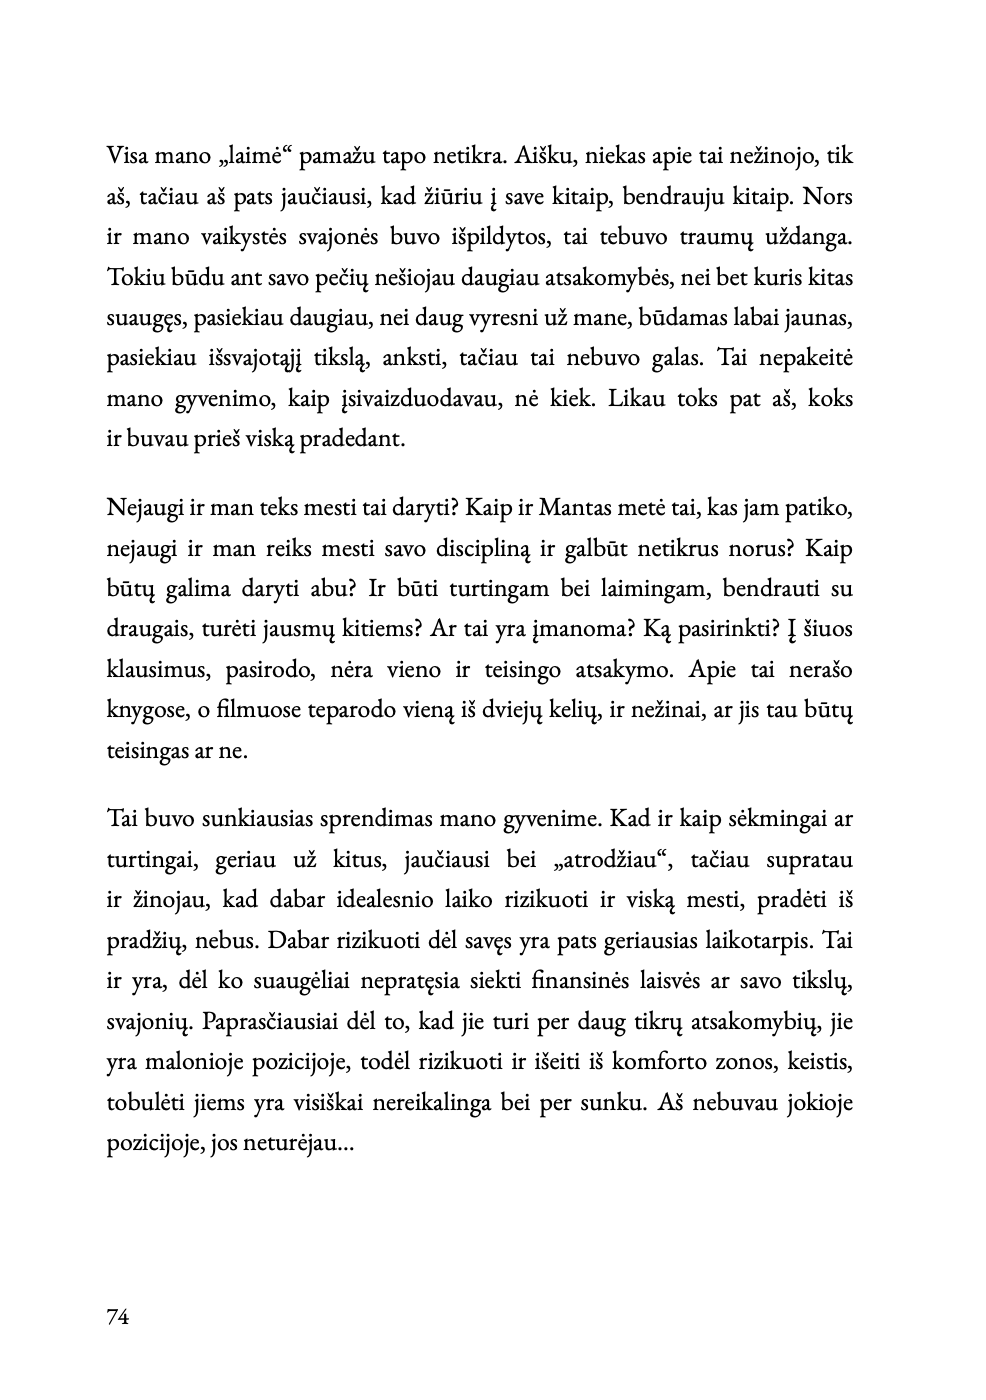 Visa mano „laimė“ pamažu tapo netikra. Aišku, niekas apie tai nežinojo, tik
aš, tačiau aš pats jaučiausi, kad žiūriu į save kitaip, bendrauju kitaip. Nors
ir mano vaikystės svajonės buvo išpildytos, tai tebuvo traumų uždanga.
Tokiu būdu ant savo pečių nešiojau daugiau atsakomybės, nei bet kuris kitas
suaugęs, pasiekiau daugiau, nei daug vyresni už mane, būdamas labai jaunas,
pasiekiau išsvajotąjį tikslą, anksti, tačiau tai nebuvo galas. Tai nepakeitė
mano gyvenimo, kaip įsivaizduodavau, nė kiek. Likau toks pat aš, koks
ir buvau prieš viską pradedant.
Nejaugi ir man teks mesti tai daryti? Kaip ir Mantas metė tai, kas jam patiko,
nejaugi ir man reiks mesti savo discipliną ir galbūt netikrus norus? Kaip
būtų galima daryti abu? Ir būti turtingam bei laimingam, bendrauti su
draugais, turėti jausmų kitiems? Ar tai yra įmanoma? Ką pasirinkti? Į šiuos
klausimus, pasirodo, nėra vieno ir teisingo atsakymo. Apie tai nerašo
knygose, o filmuose teparodo vieną iš dviejų kelių, ir nežinai, ar jis tau būtų
teisingas ar ne.
Tai buvo sunkiausias sprendimas mano gyvenime. Kad ir kaip sėkmingai ar
turtingai, geriau už kitus, jaučiausi bei „atrodžiau“, tačiau supratau
ir žinojau, kad dabar idealesnio laiko rizikuoti ir viską mesti, pradėti iš
pradžių, nebus. Dabar rizikuoti dėl savęs yra pats geriausias laikotarpis. Tai
ir yra, dėl ko suaugėliai nepratęsia siekti finansinės laisvės ar savo tikslų,
svajonių. Paprasčiausiai dėl to, kad jie turi per daug tikrų atsakomybių, jie
yra malonioje pozicijoje, todėl rizikuoti ir išeiti iš komforto zonos, keistis,
tobulėti jiems yra visiškai nereikalinga bei per sunku. Aš nebuvau jokioje
pozicijoje, jos neturėjau...
74